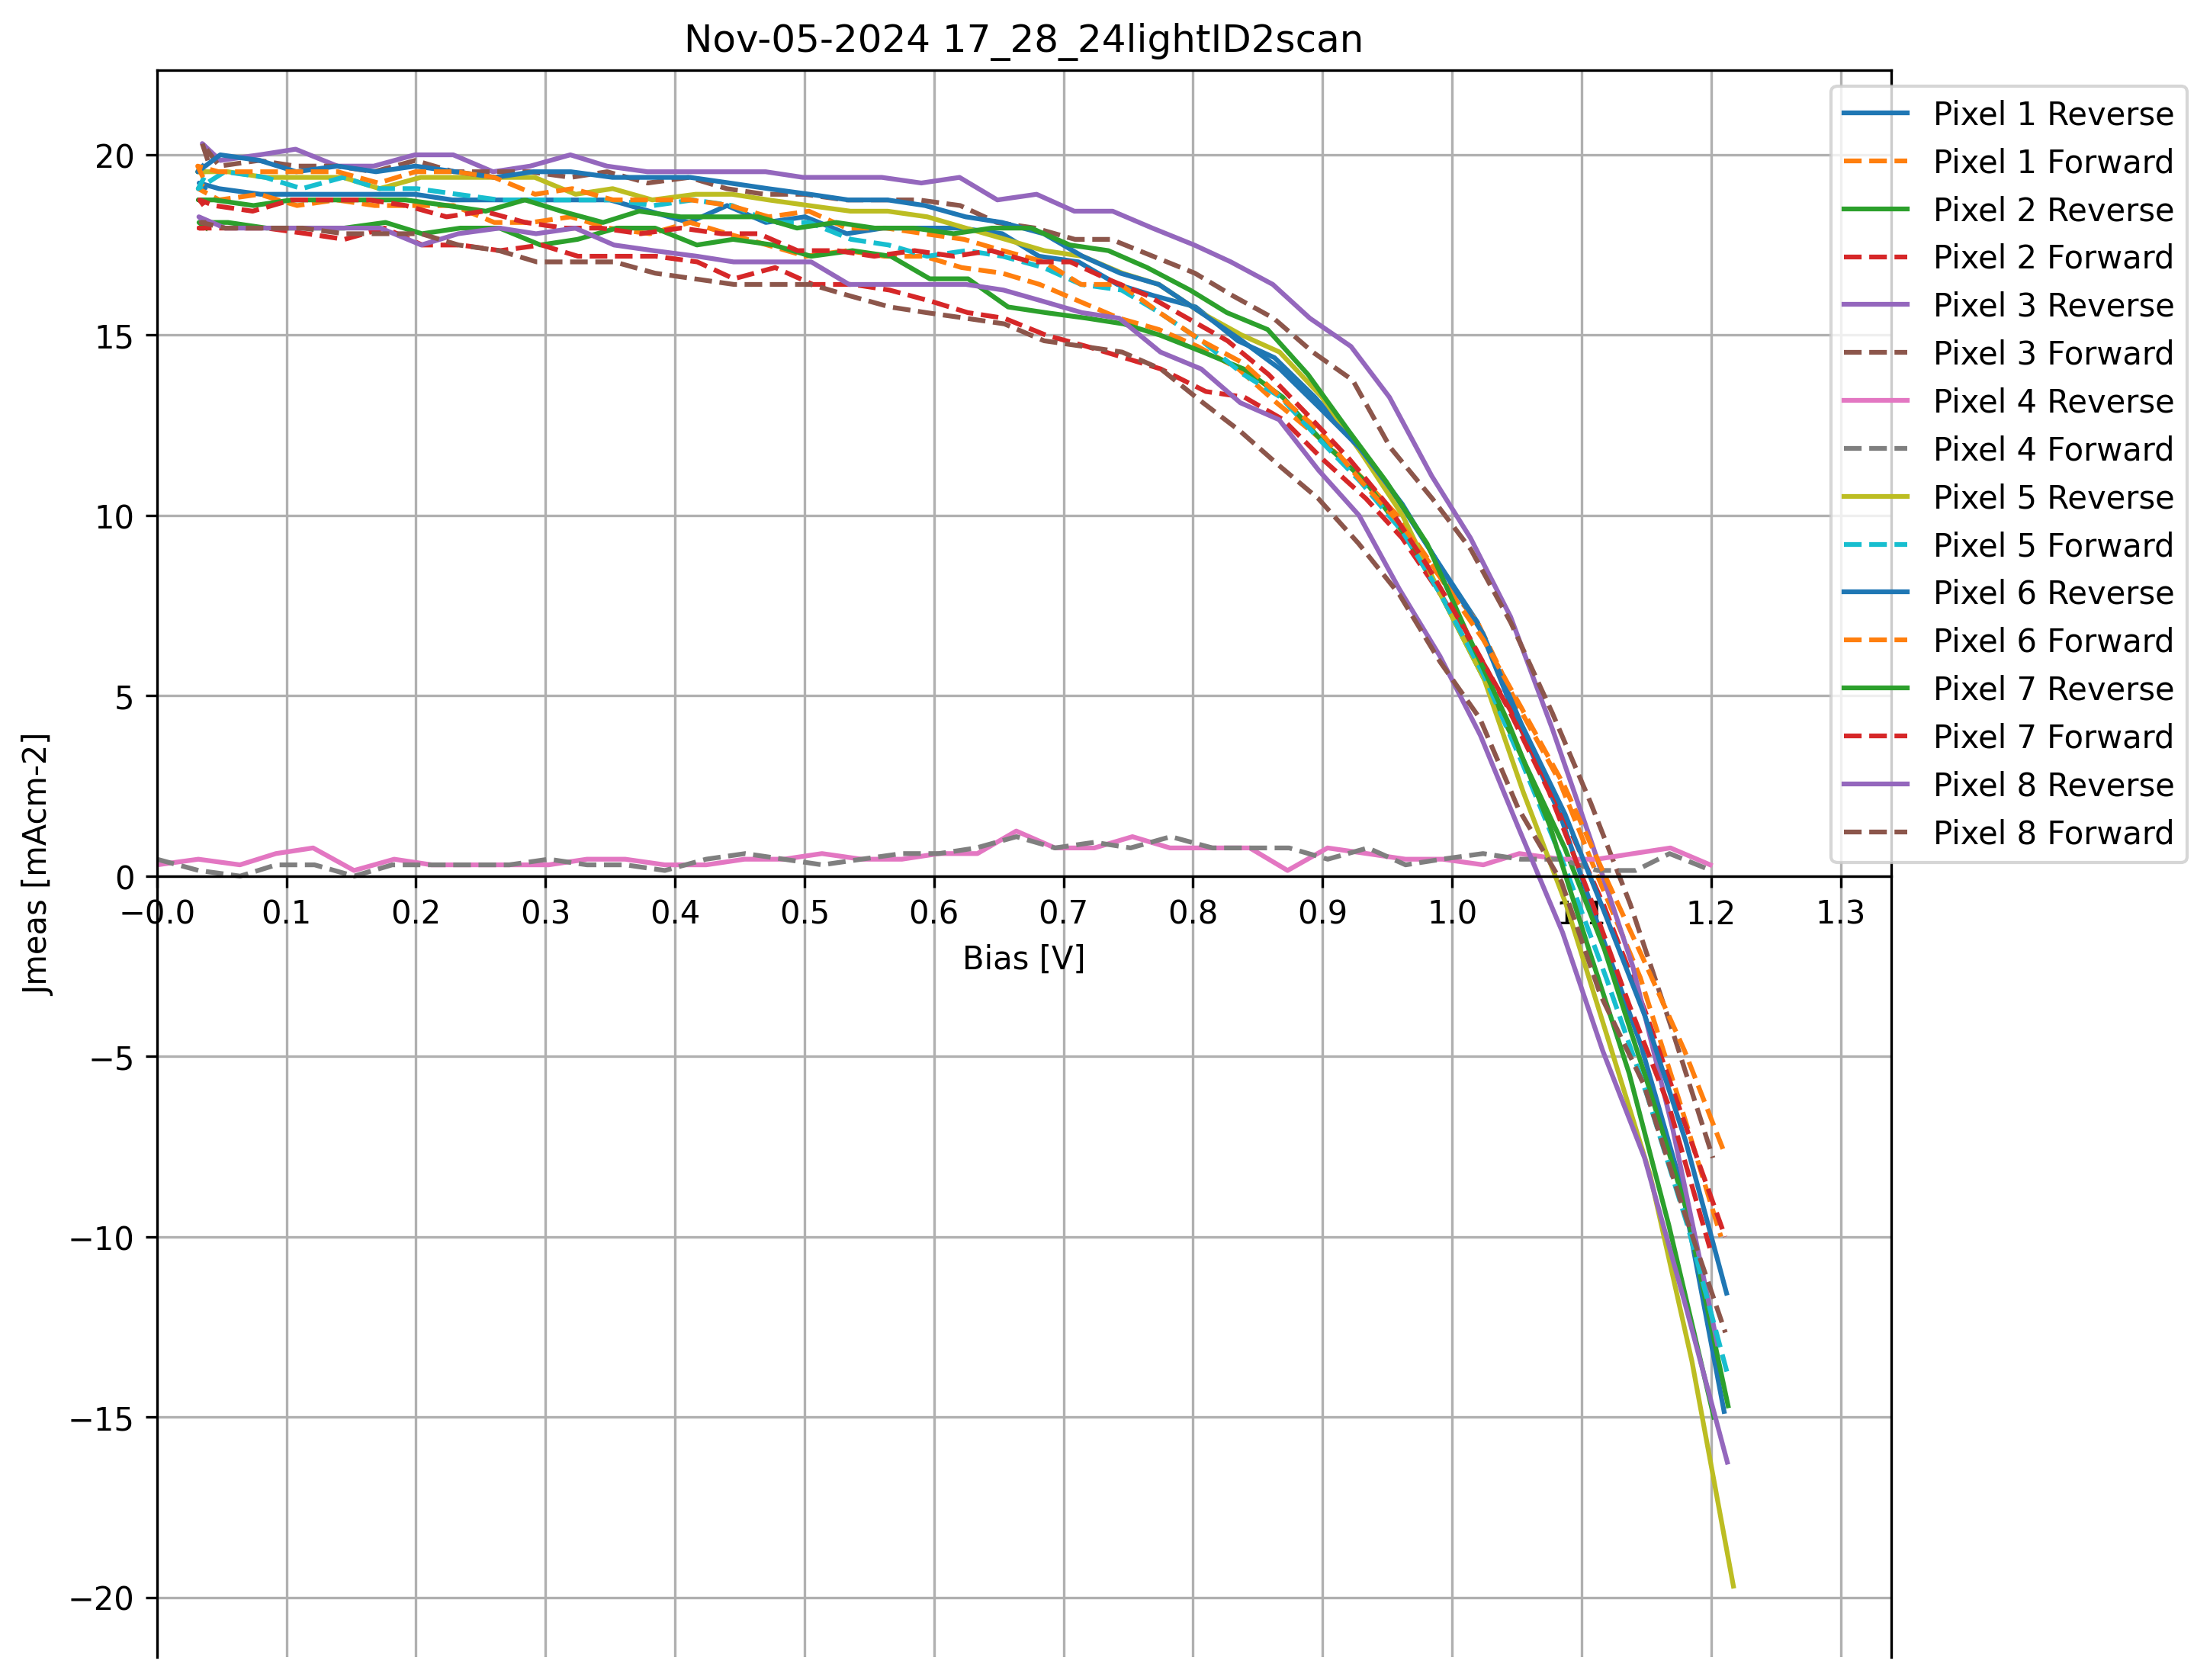 Nov-05-2024 17_28_24lightID2scan
Pixel 1 Reverse
Pixel 1 Forward
Pixel 2 Reverse
Pixel 2 Forward
Pixel 3 Reverse
Pixel 3 Forward
Pixel 4 Reverse
Pixel 4 Forward
Pixel 5 Reverse
Pixel 5 Forward
Pixel 6 Reverse
Pixel 6 Forward
Pixel 7 Reverse
Pixel 7 Forward
Pixel 8 Reverse
Pixel 8 Forward
20
15
10
5
0
−5
−10
−15
−20
Jmeas [mAcm-2]
−0.0 0.1 0.2 0.3 0.4 0.5 0.6 0.7 0.8 0.9 1.0 1.1 1.2 1.3
Bias [V]